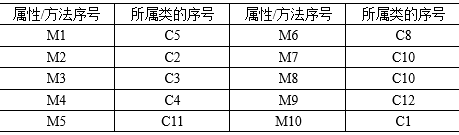 属性/方法序号 所属类的序号 属性/方法序号 所属类的序号
M1 C5 M6 C8
M2 C2 M7 C10
M3 C3 M8 C10
M4 C4 M9 C12
M5 C11 M10 C1